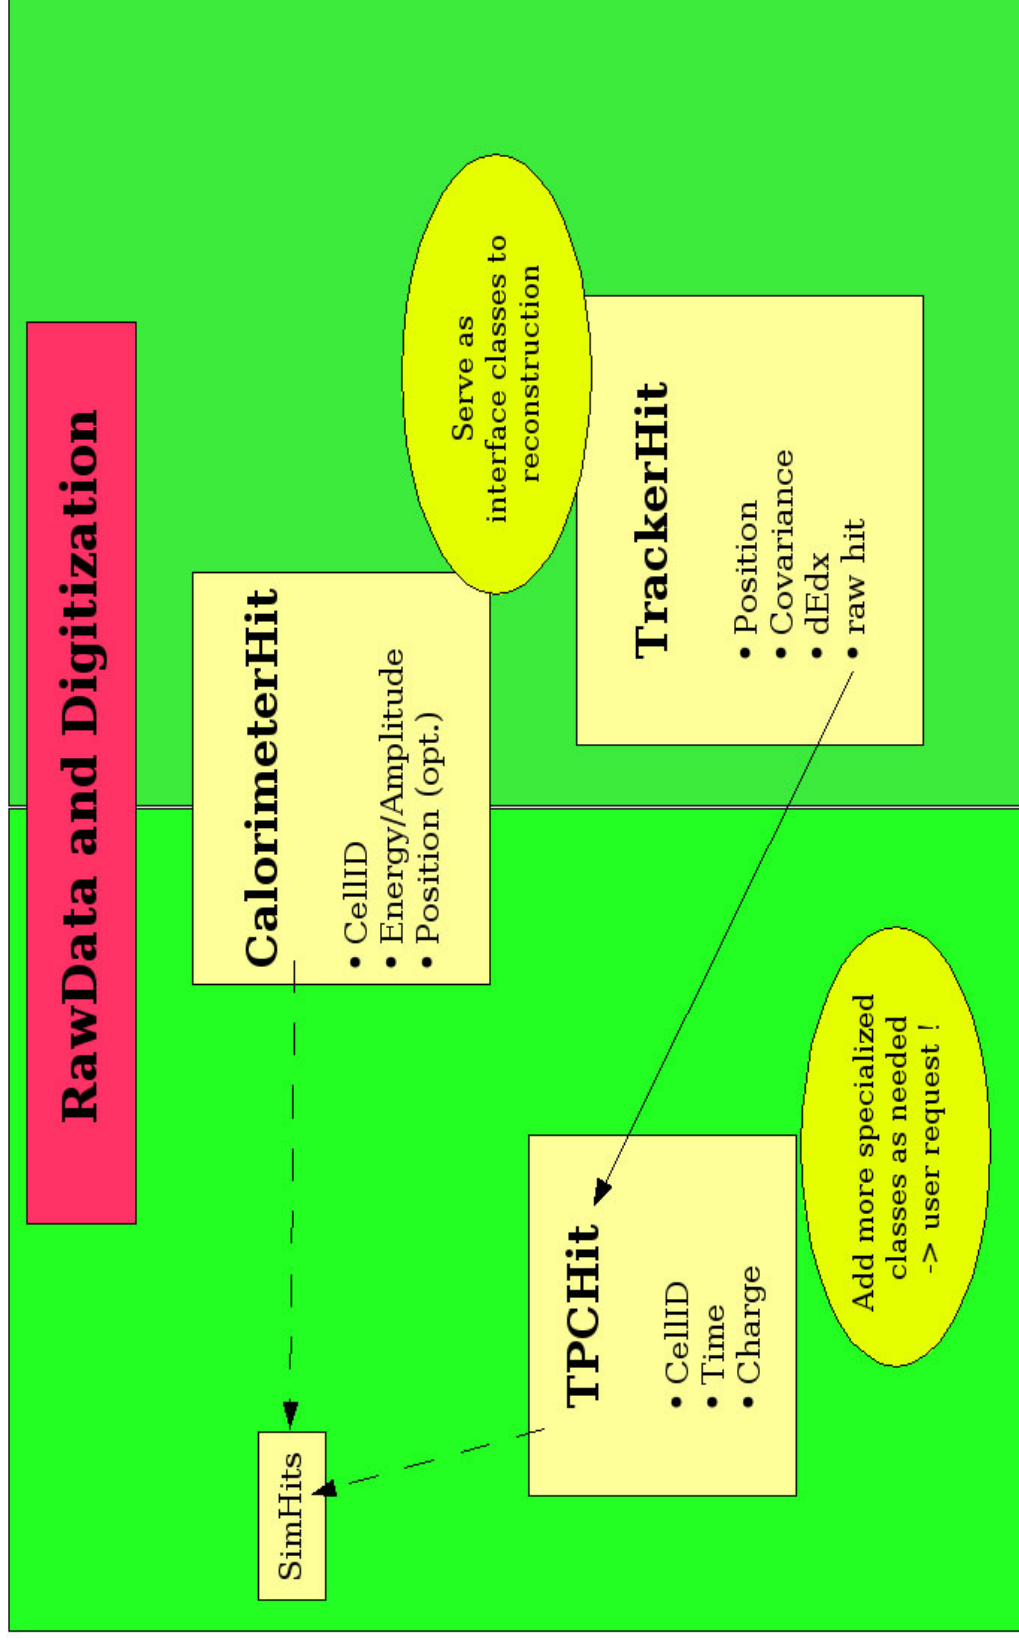 RawData and Digitization
SimHits
CalorimeterHit
• CellID
• Energy/Amplitude
• Position (opt.)
Serve as
interface classes to
reconstruction
TPCHit
• CellID
• Time
• Charge
TrackerHit
• Position
• Covariance
• dEdx
• raw hit
Add more specialized
classes as needed
-> user request !